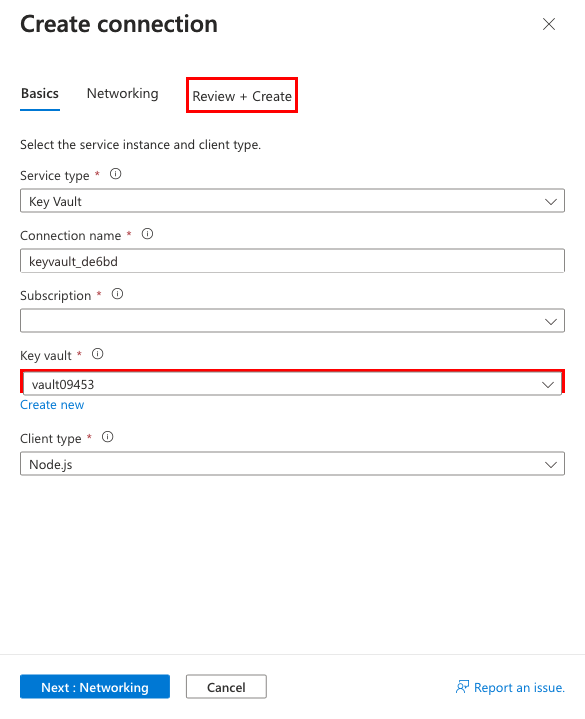 Create connection
Basics Networking Review + Create
Select the service instance and client type.
Service type *
Key Vault
Connection name *
keyvault_de6bd
Subscription *
Key vault *
vault09453
Create new
Client type *
Node.js
Next : Networking Cancel Report an issue.